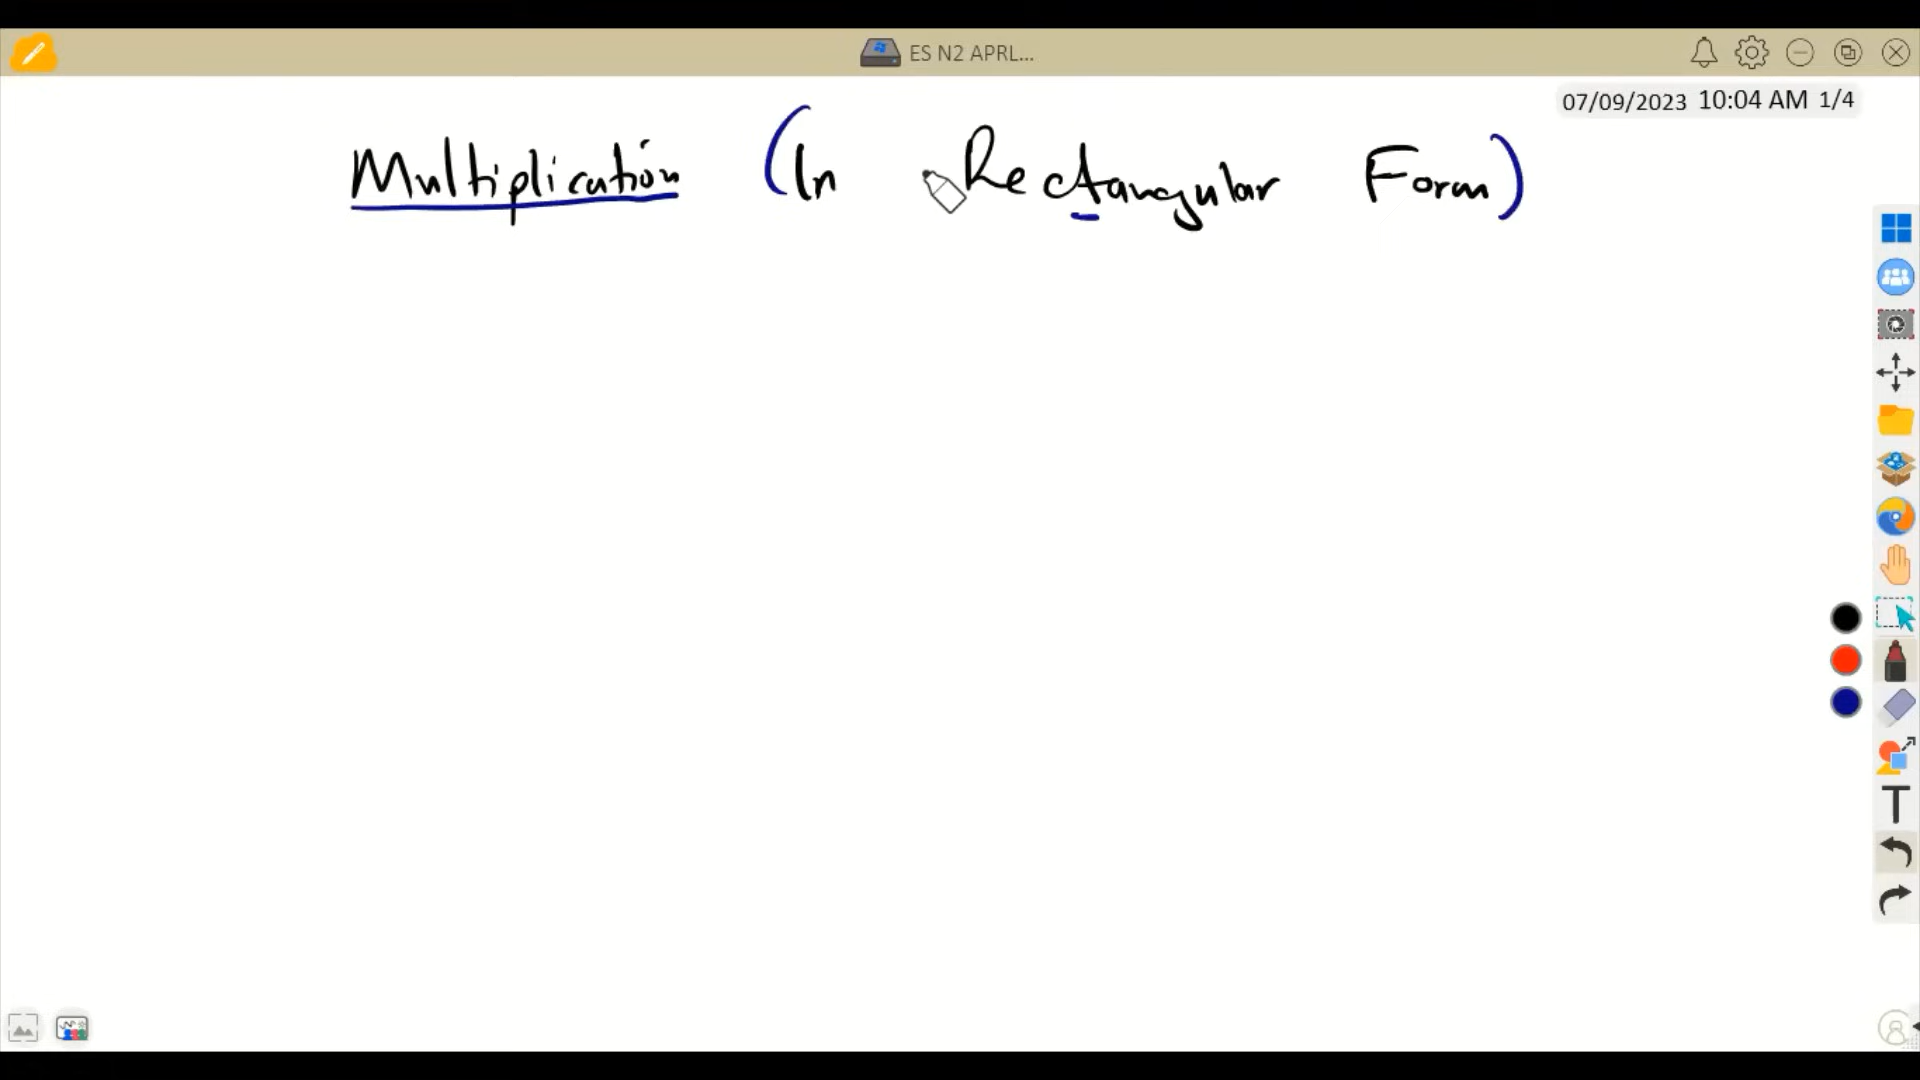 ES N2 APRL...
07/09/2023 10:04 AM 1/4
Multiplication (In Rectangular Form)
T